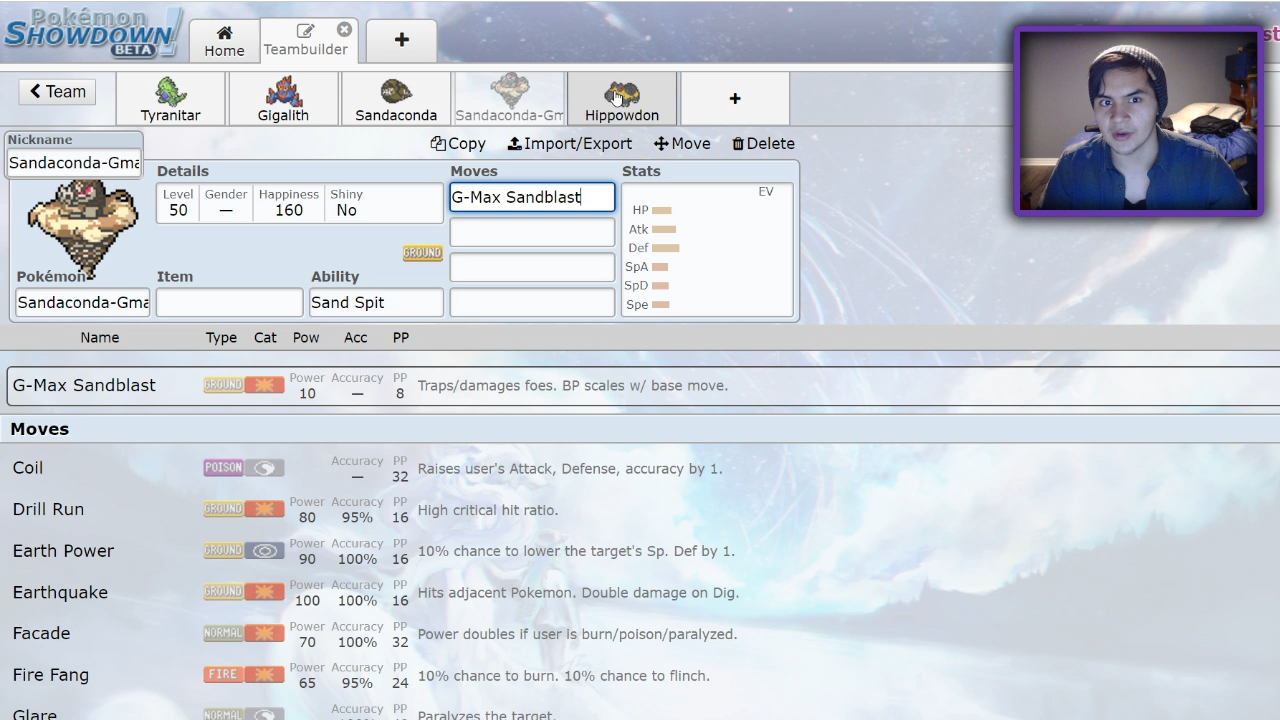 Pokémon
SHOWDOWN!
BETA
Home
Teambuilder
+
st
Team
Tyranitar
Gigalith
Sandaconda
Sandaconda-Gm
Hippowdon
+
Nickname
Sandaconda-Gma
Copy
Import/Export
Move
Delete
Details
Moves
Stats
Level
Gender
Happiness
Shiny
50
—
160
No
G-Max Sandblast
EV
HP
Atk
Def
SpA
SpD
Spe
GROUND
Pokémon
Item
Ability
Sandaconda-Gma
Sand Spit
Name Type Cat Pow Acc PP
G-Max Sandblast GROUND Power 10 Accuracy — PP 8 Traps/damages foes. BP scales w/ base move.
Moves
Coil POISON Accuracy — PP 32 Raises user's Attack, Defense, accuracy by 1.
Drill Run GROUND Power 80 Accuracy 95% PP 16 High critical hit ratio.
Earth Power GROUND Power 90 Accuracy 100% PP 16 10% chance to lower the target's Sp. Def by 1.
Earthquake GROUND Power 100 Accuracy 100% PP 16 Hits adjacent Pokemon. Double damage on Dig.
Facade NORMAL Power 70 Accuracy 100% PP 32 Power doubles if user is burn/poison/paralyzed.
Fire Fang FIRE Power 65 Accuracy 95% PP 24 10% chance to burn. 10% chance to flinch.
Glare NORMAL Accuracy PP Paralyzes the target.